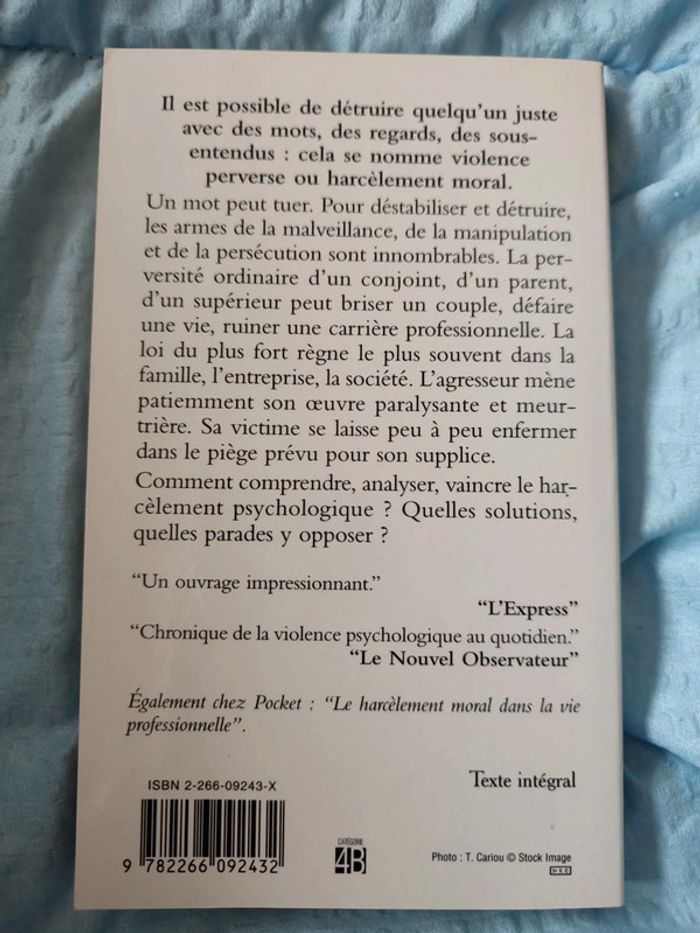 Il est possible de détruire quelqu'un juste
avec des mots, des regards, des sous-
entendus : cela se nomme violence
perverse ou harcèlement moral.
Un mot peut tuer. Pour déstabiliser et détruire,
les armes de la malveillance, de la manipulation
et de la persécution sont innombrables. La per-
versité ordinaire d'un conjoint, d'un parent,
d'un supérieur peut briser un couple, défaire
une vie, ruiner une carrière professionnelle. La
loi du plus fort règne le plus souvent dans la
famille, l'entreprise, la société. L'agresseur mène
patiemment son œuvre paralysante et meur-
trière. Sa victime se laisse peu à peu enfermer
dans le piège prévu pour son supplice.
Comment comprendre, analyser, vaincre le har-
cèlement psychologique ? Quelles solutions,
quelles parades y opposer ?
“Un ouvrage impressionnant.”
“L'Express”
“Chronique de la violence psychologique au quotidien.”
“Le Nouvel Observateur”
Également chez Pocket : “Le harcèlement moral dans la vie
professionnelle”.
ISBN 2-266-09243-X
Texte intégral
9 782266 092432
CATÉGORIE
4B
Photo : T. Cariou © Stock Image